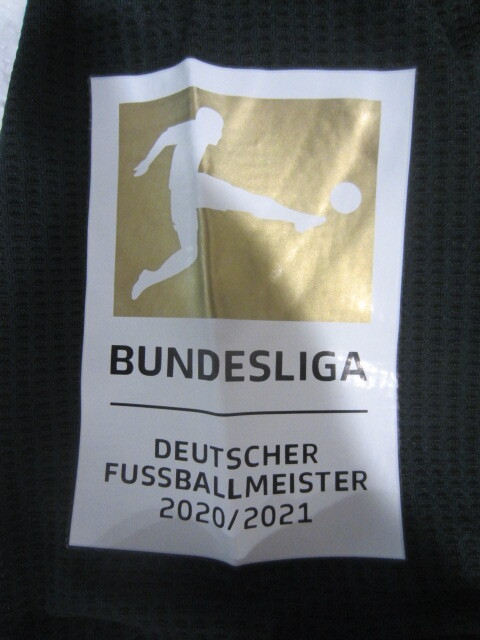 BUNDESLIGA
DEUTSCHER
FUSSBALLMEISTER
2020/2021